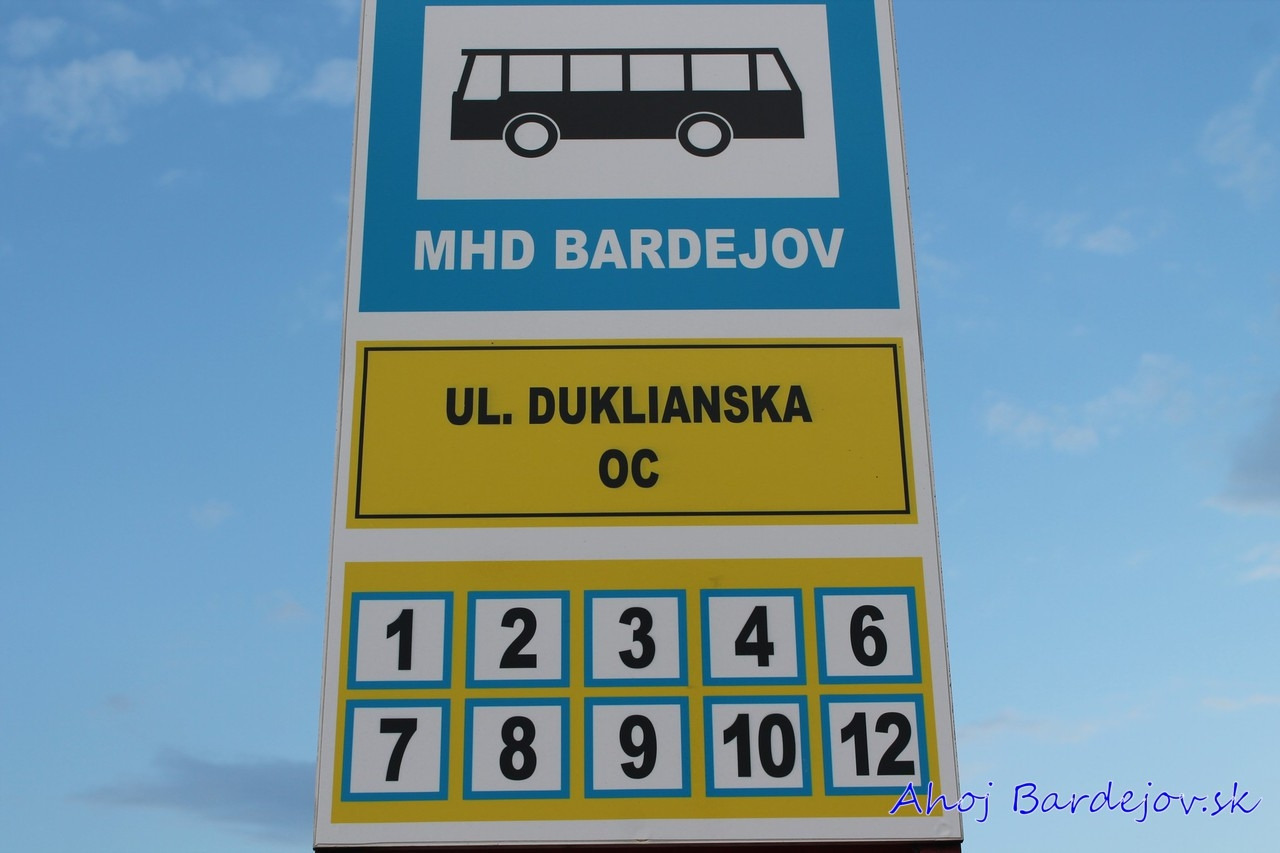 MHD BARDEJOV
UL. DUKLIANSKA
OC
1 2 3 4 6
7 8 9 10 12
Ahoj Bardejov.sk